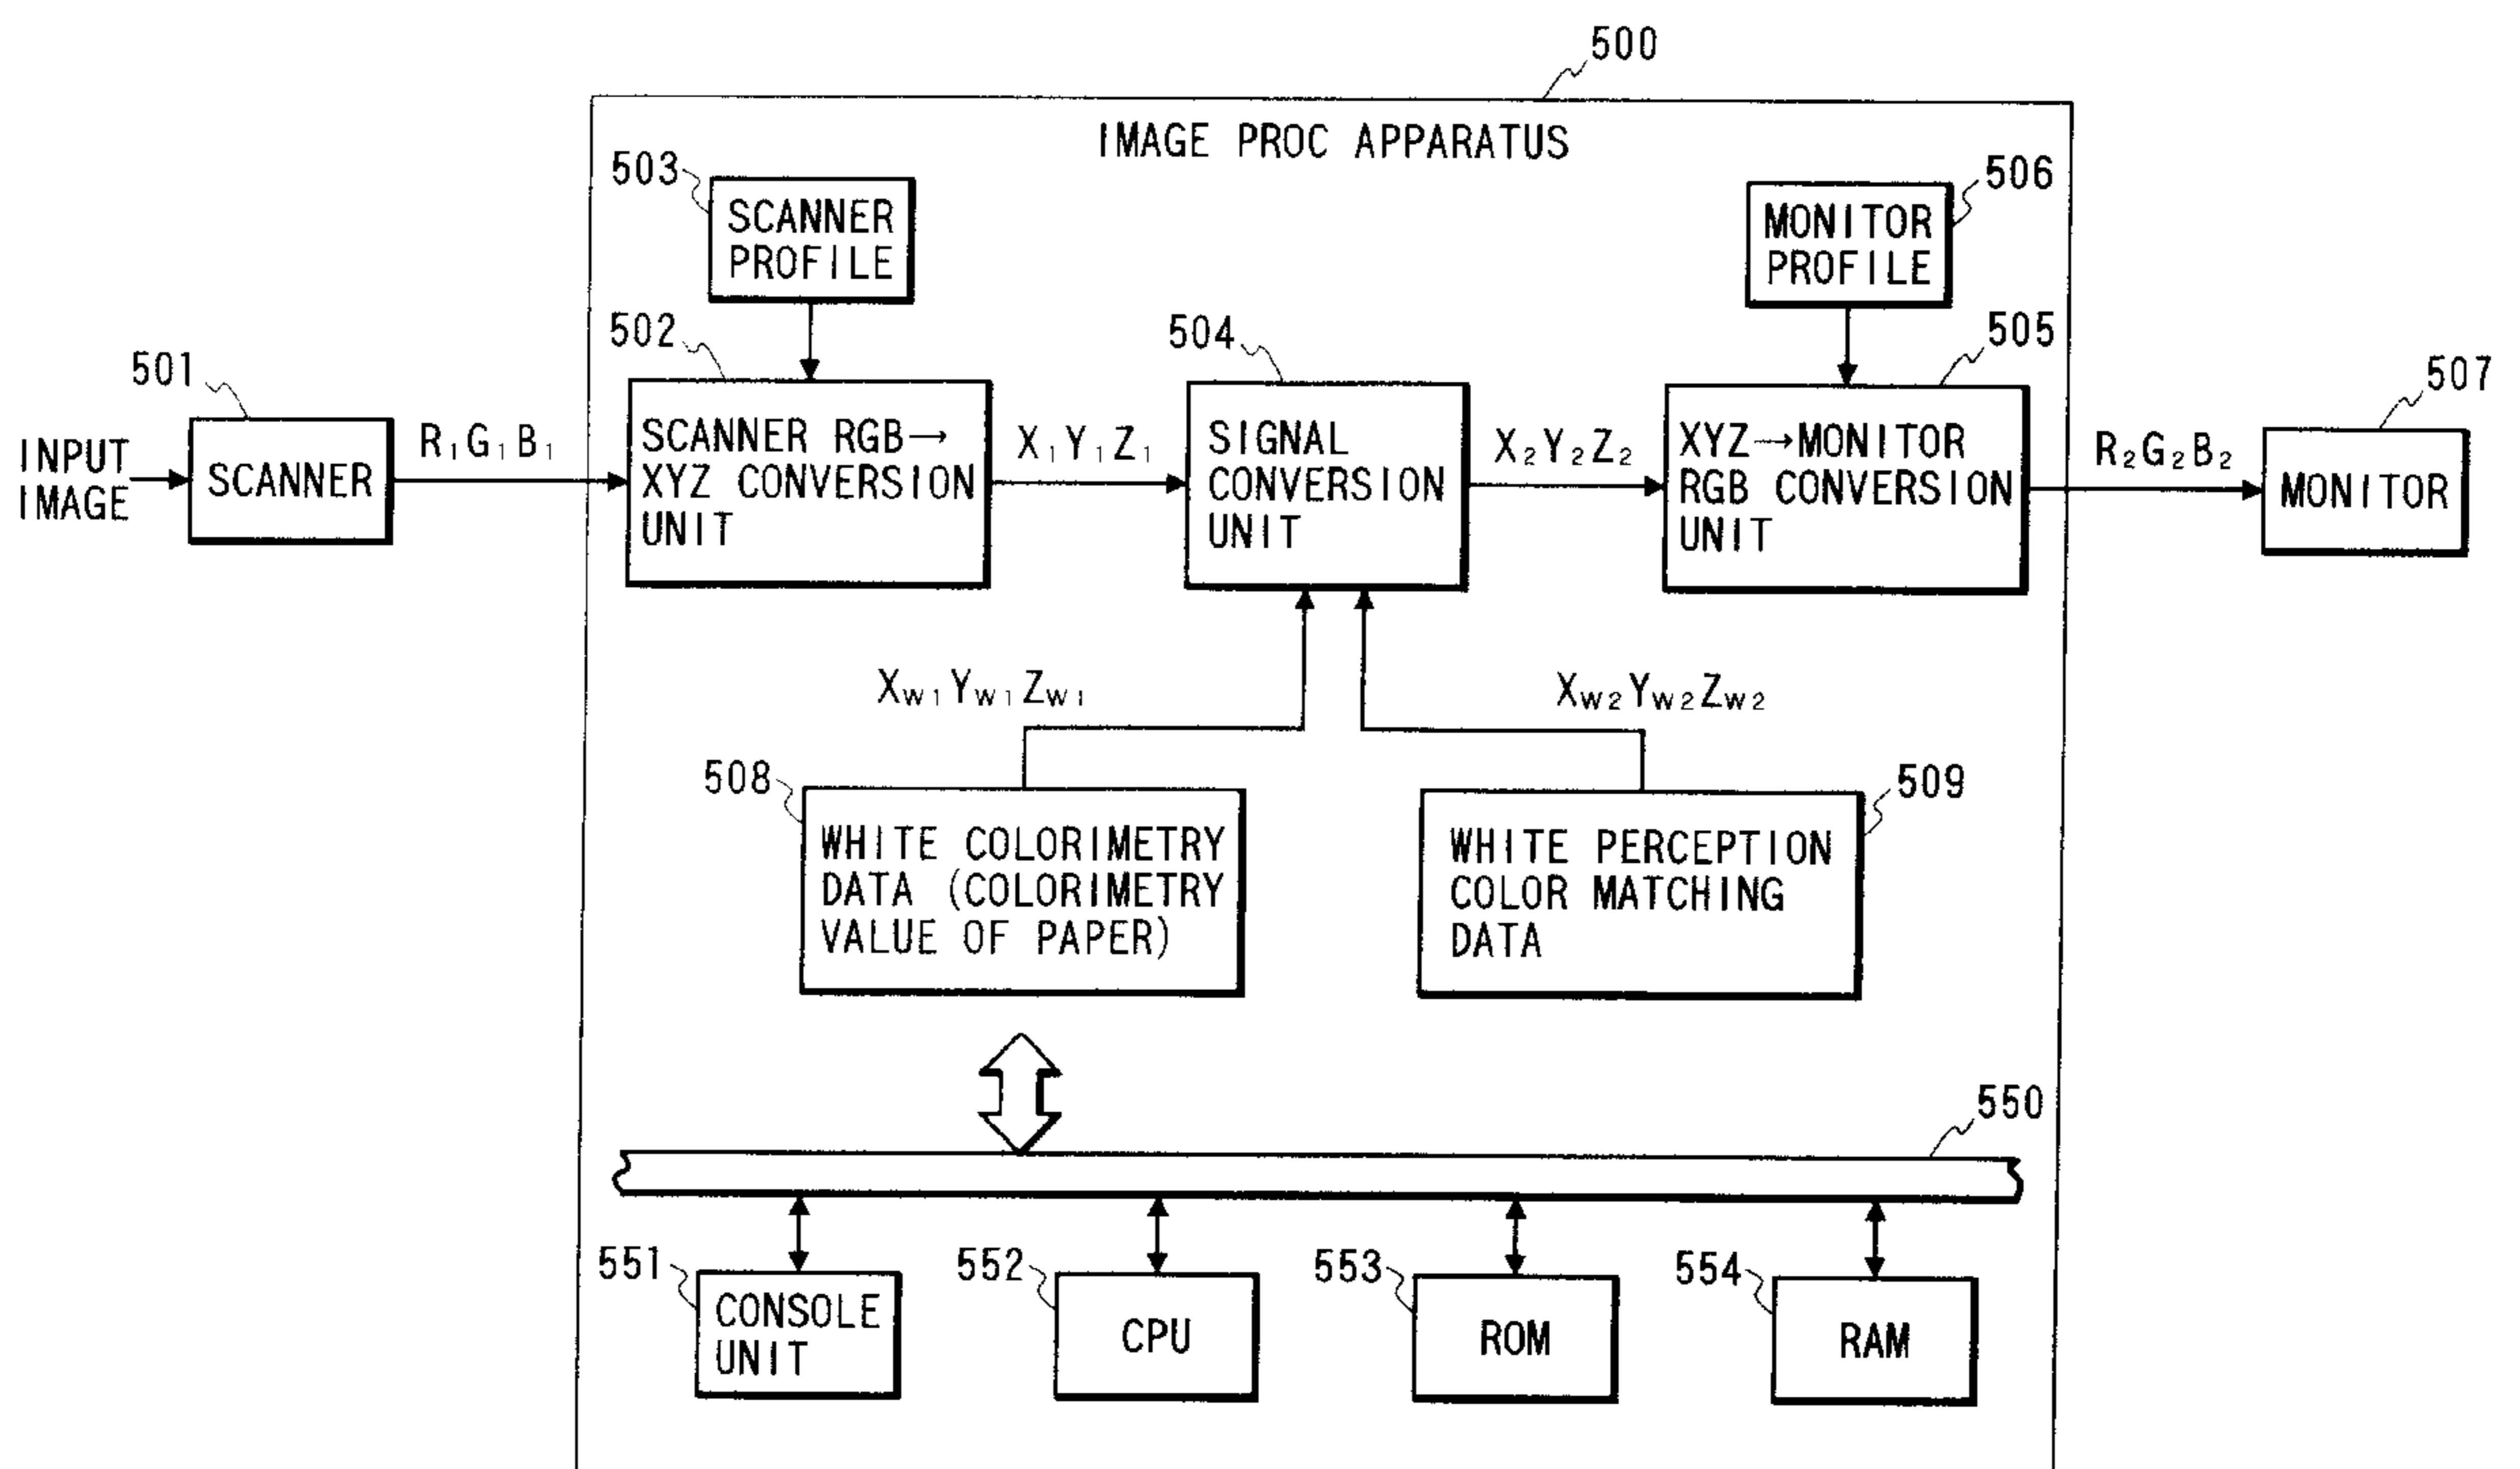 500
IMAGE PROC APPARATUS
503
SCANNER
PROFILE
506
MONITOR
PROFILE
501
502
504
505
507
INPUT
IMAGE
SCANNER
R₁G₁B₁
SCANNER RGB→
XYZ CONVERSION
UNIT
X₁Y₁Z₁
SIGNAL
CONVERSION
UNIT
X₂Y₂Z₂
XYZ→MONITOR
RGB CONVERSION
UNIT
R₂G₂B₂
MONITOR
Xw₁Yw₁Zw₁
Xw₂Yw₂Zw₂
508
WHITE COLORIMETRY
DATA (COLORIMETRY
VALUE OF PAPER)
509
WHITE PERCEPTION
COLOR MATCHING
DATA
550
551
CONSOLE
UNIT
552
CPU
553
ROM
554
RAM